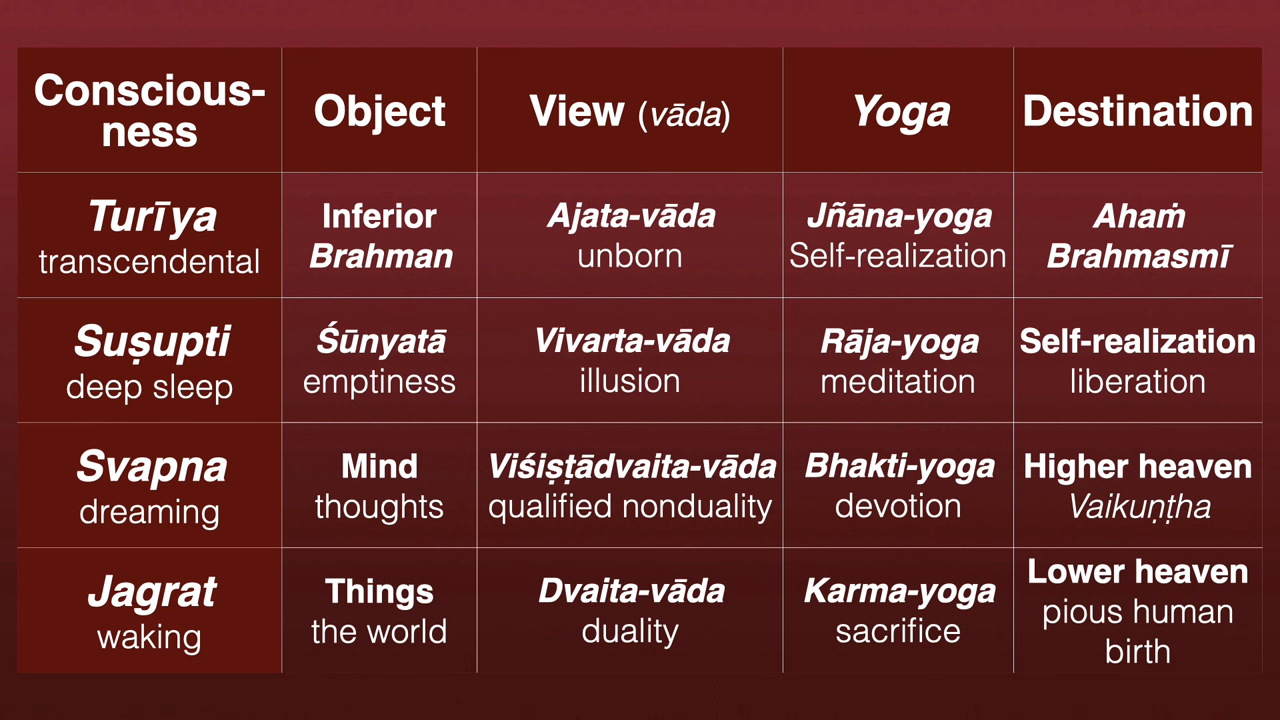 Conscious-
ness
Object
View (vāda)
Yoga
Destination
Turīya
transcendental
Inferior
Brahman
Ajata-vāda
unborn
Jñāna-yoga
Self-realization
Ahaṁ
Brahmasmī
Suṣupti
deep sleep
Śūnyatā
emptiness
Vivarta-vāda
illusion
Rāja-yoga
meditation
Self-realization
liberation
Svapna
dreaming
Mind
thoughts
Viśiṣṭādvaita-vāda
qualified nonduality
Bhakti-yoga
devotion
Higher heaven
Vaikuṇṭha
Jagrat
waking
Things
the world
Dvaita-vāda
duality
Karma-yoga
sacrifice
Lower heaven
pious human
birth